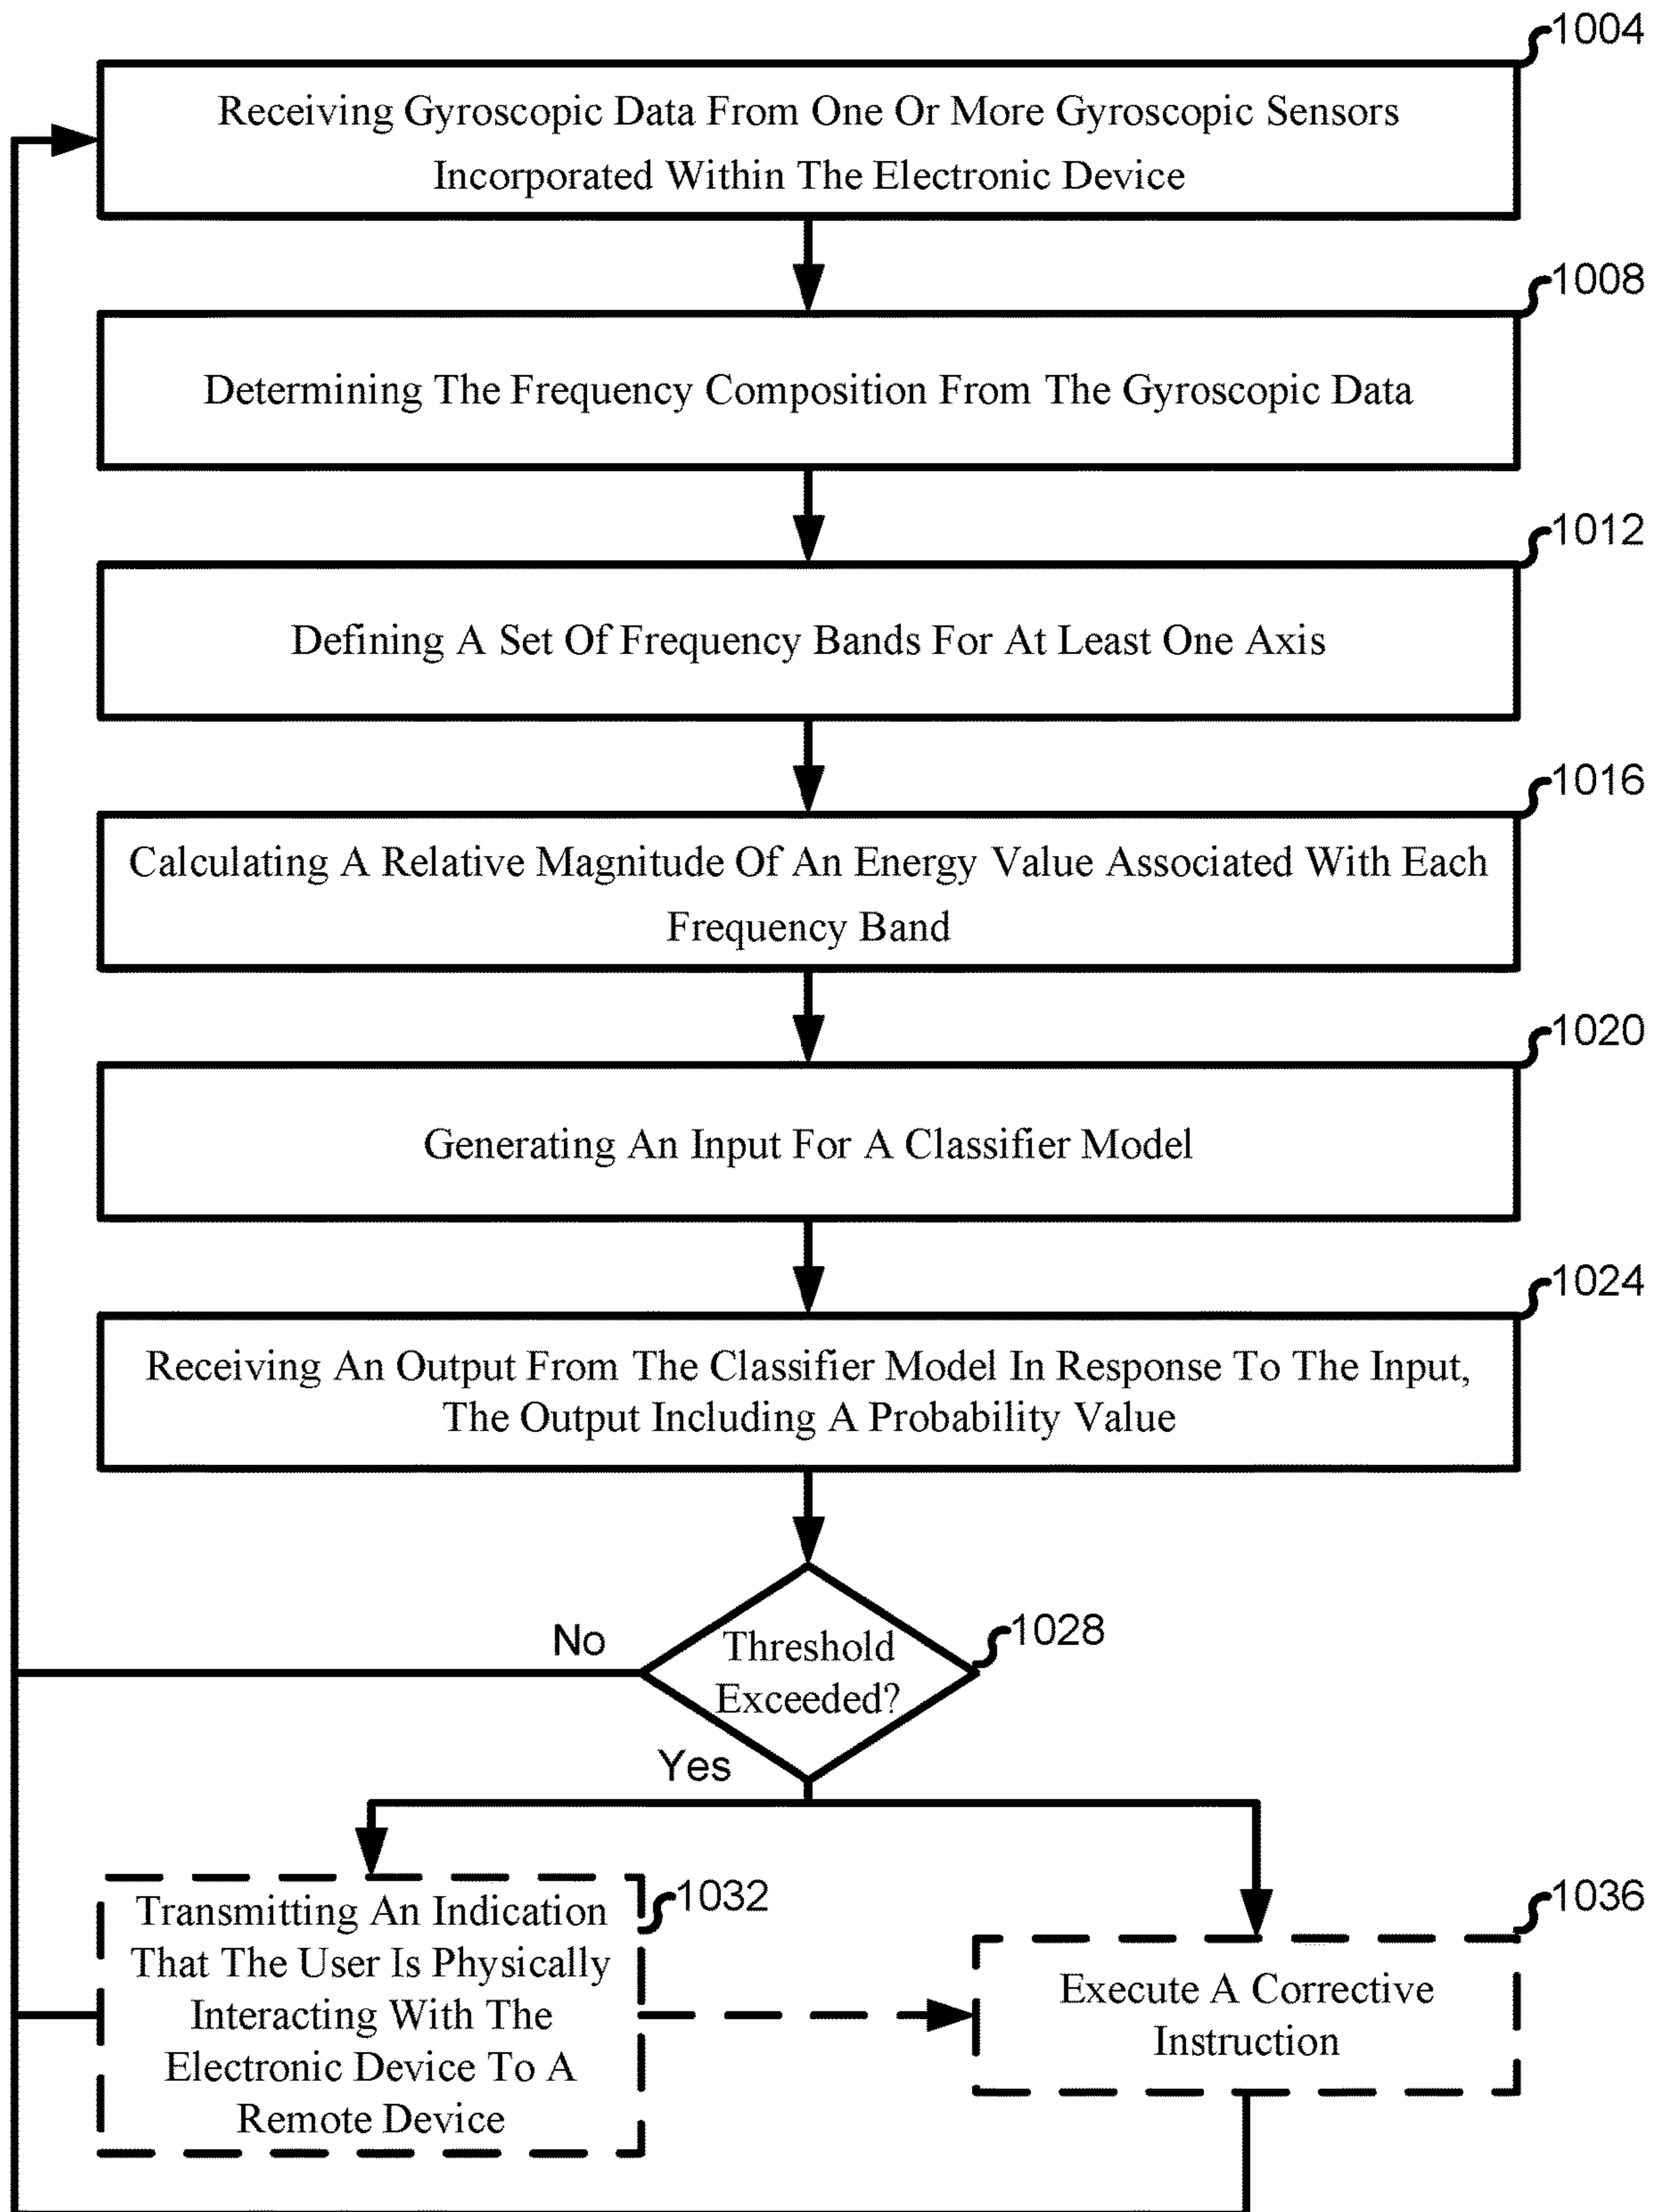 1004
Receiving Gyroscopic Data From One Or More Gyroscopic Sensors
Incorporated Within The Electronic Device
1008
Determining The Frequency Composition From The Gyroscopic Data
1012
Defining A Set Of Frequency Bands For At Least One Axis
1016
Calculating A Relative Magnitude Of An Energy Value Associated With Each
Frequency Band
1020
Generating An Input For A Classifier Model
1024
Receiving An Output From The Classifier Model In Response To The Input,
The Output Including A Probability Value
1028
Threshold
Exceeded?
No
Yes
1032
Transmitting An Indication
That The User Is Physically
Interacting With The
Electronic Device To A
Remote Device
1036
Execute A Corrective
Instruction